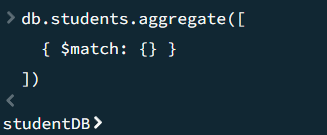 > db.students.aggregate([
{ $match: {} }
])
<
studentDB>